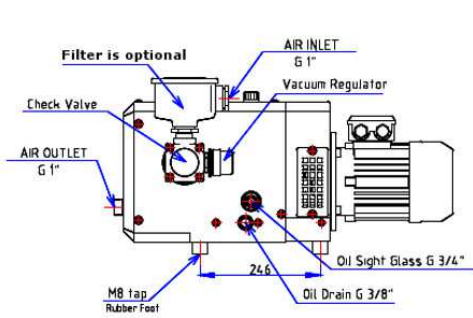 Filter is optional
AIR INLET
G 1"
Vacuum Regulator
Check Valve
AIR OUTLET
G 1"
246
Oil Sight Glass G 3/4"
M8 tap
Rubber Foot
Oil Drain G 3/8"